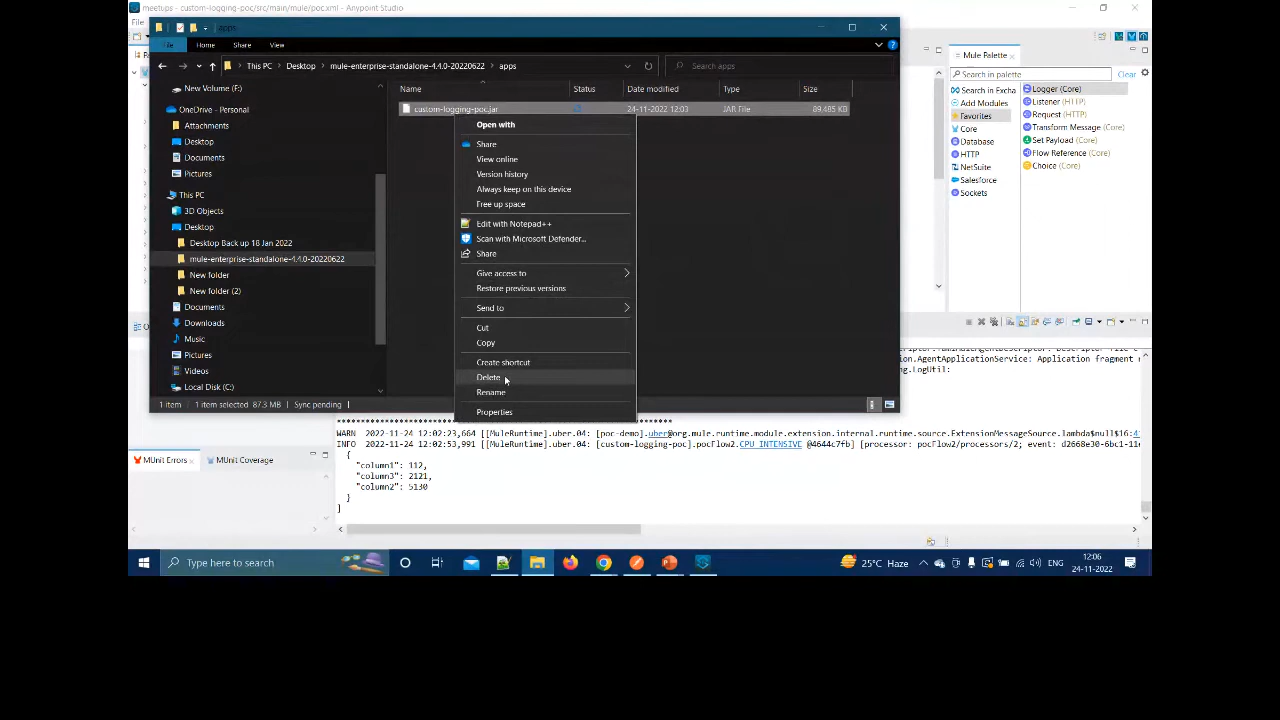 meetups - custom-logging-poc/src/main/mule/poc.xml - Anypoint Studio
apps
File
File Home Share View
This PC Desktop mule-enterprise-standalone-4.4.0-20220622 apps
Search apps
New Volume (F:)
OneDrive - Personal
Attachments
Desktop
Documents
Pictures
This PC
3D Objects
Desktop
Desktop Back up 18 Jan 2022
mule-enterprise-standalone-4.4.0-20220622
New folder
New folder (2)
Documents
Downloads
Music
Pictures
Videos
Local Disk (C:)
Name Status Date modified Type Size
custom-logging-poc.jar 24-11-2022 12:03 JAR File 89,485 KB
Open with
Share
View online
Version history
Always keep on this device
Free up space
Edit with Notepad++
Scan with Microsoft Defender...
Share
Give access to
Restore previous versions
Send to
Cut
Copy
Create shortcut
Delete
Rename
Properties
1 item 1 item selected 87.3 MB Sync pending
Mule Palette
Search in palette Clear
Search in Excha
Add Modules
Favorites
Core
Database
HTTP
NetSuite
Salesforce
Sockets
Logger (Core)
Listener (HTTP)
Request (HTTP)
Transform Message (Core)
Set Payload (Core)
Flow Reference (Core)
Choice (Core)
.AgentApplicationService: Application fragment
g.LogUtil:
WARN 2022-11-24 12:02:23,664 [[MuleRuntime].uber.04: [poc-demo].uber@org.mule.runtime.module.extension.internal.runtime.source.ExtensionMessageSource.lambda$null$16:4
INFO 2022-11-24 12:02:53,991 [[MuleRuntime].uber.04: [custom-logging-poc].pocFlow2.CPU_INTENSIVE @4644c7fb] [processor: pocFlow2/processors/2; event: d2668e30-6bc1-11e
{
"column1": 112,
"column3": 2121,
"column2": 5130
}
]
MUnit Errors MUnit Coverage
Type here to search
25°C Haze
ENG
12:06
24-11-2022